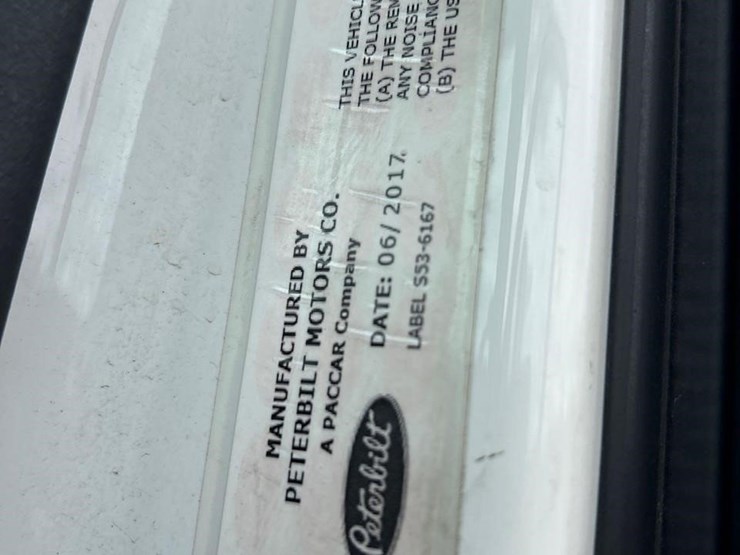 MANUFACTURED BY
PETERBILT MOTORS CO.
A PACCAR Company
Peterbilt
DATE: 06/2017
LABEL S53-6167
THIS VEHICL
THE FOLLOW
(A) THE REM
ANY NOISE
COMPLIANC
(B) THE US